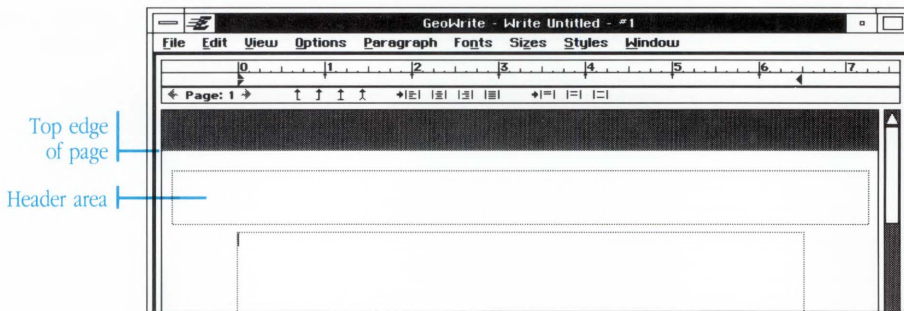 GeoWrite - Write Untitled - #1
File Edit View Options Paragraph Fonts Sizes Styles Window
0 1 2 3 4 5 6 7
Page: 1
Top edge
of page
Header area